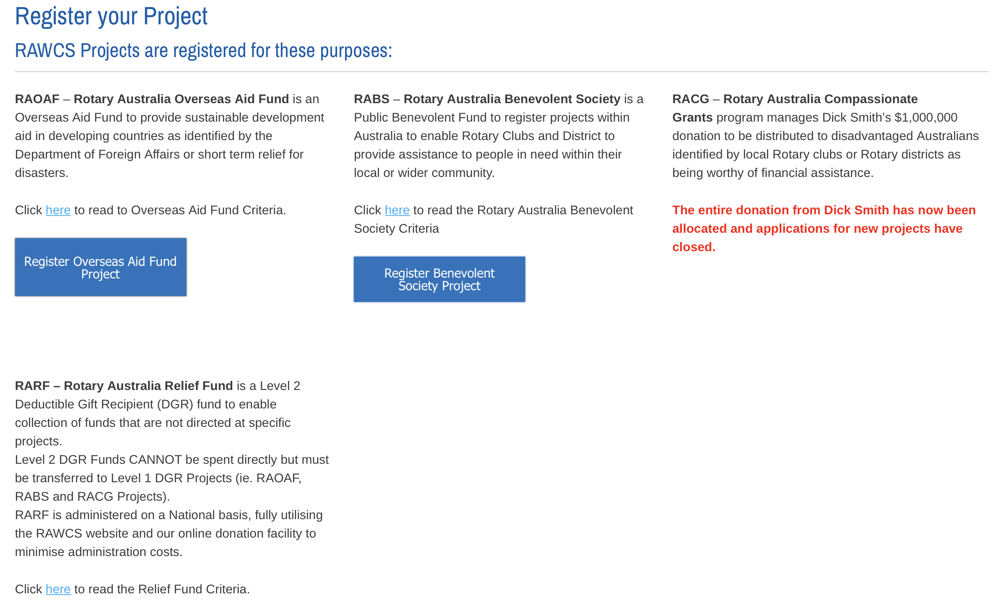 Register your Project
RAWCS Projects are registered for these purposes:
RAOAF – Rotary Australia Overseas Aid Fund is an
Overseas Aid Fund to provide sustainable development
aid in developing countries as identified by the
Department of Foreign Affairs or short term relief for
disasters.
Click here to read to Overseas Aid Fund Criteria.
Register Overseas Aid Fund
Project
RABS – Rotary Australia Benevolent Society is a
Public Benevolent Fund to register projects within
Australia to enable Rotary Clubs and District to
provide assistance to people in need within their
local or wider community.
Click here to read the Rotary Australia Benevolent
Society Criteria
Register Benevolent
Society Project
RACG – Rotary Australia Compassionate
Grants program manages Dick Smith’s $1,000,000
donation to be distributed to disadvantaged Australians
identified by local Rotary clubs or Rotary districts as
being worthy of financial assistance.
The entire donation from Dick Smith has now been
allocated and applications for new projects have
closed.
RARF – Rotary Australia Relief Fund is a Level 2
Deductible Gift Recipient (DGR) fund to enable
collection of funds that are not directed at specific
projects.
Level 2 DGR Funds CANNOT be spent directly but must
be transferred to Level 1 DGR Projects (ie. RAOAF,
RABS and RACG Projects).
RARF is administered on a National basis, fully utilising
the RAWCS website and our online donation facility to
minimise administration costs.
Click here to read the Relief Fund Criteria.